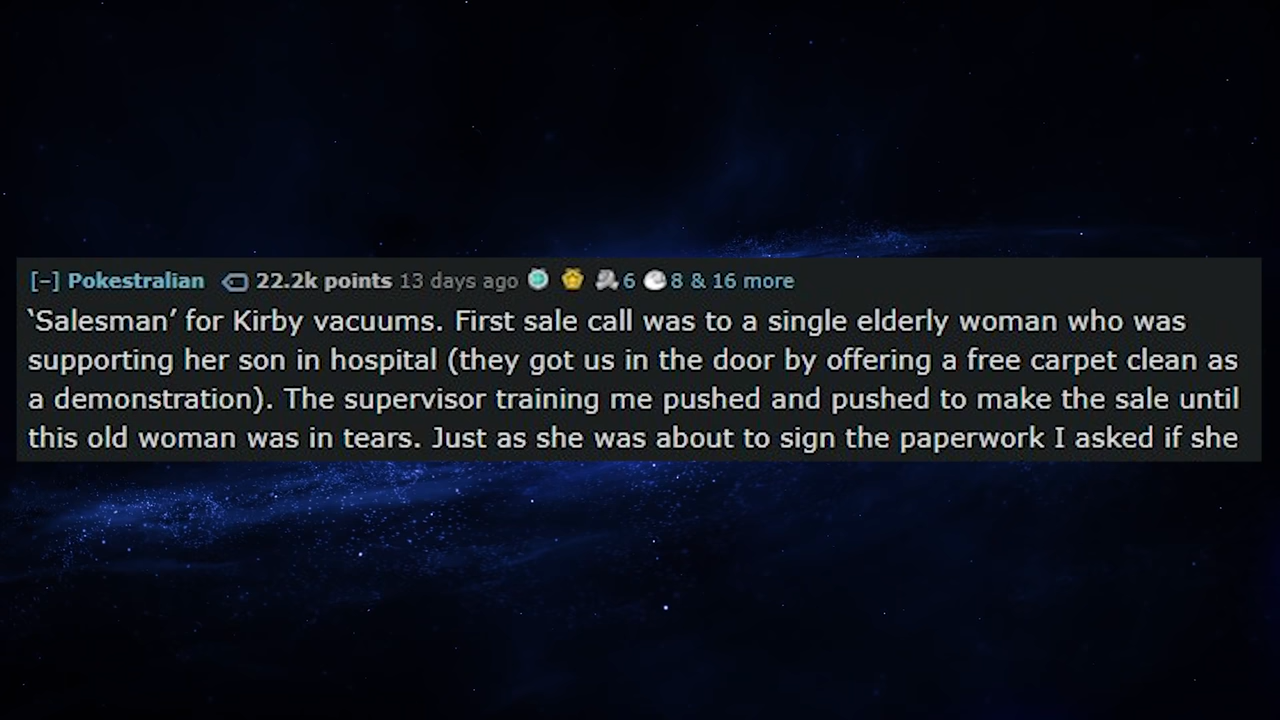 [–] Pokestralian 22.2k points 13 days ago 6 8 & 16 more
‘Salesman’ for Kirby vacuums. First sale call was to a single elderly woman who was
supporting her son in hospital (they got us in the door by offering a free carpet clean as
a demonstration). The supervisor training me pushed and pushed to make the sale until
this old woman was in tears. Just as she was about to sign the paperwork I asked if she